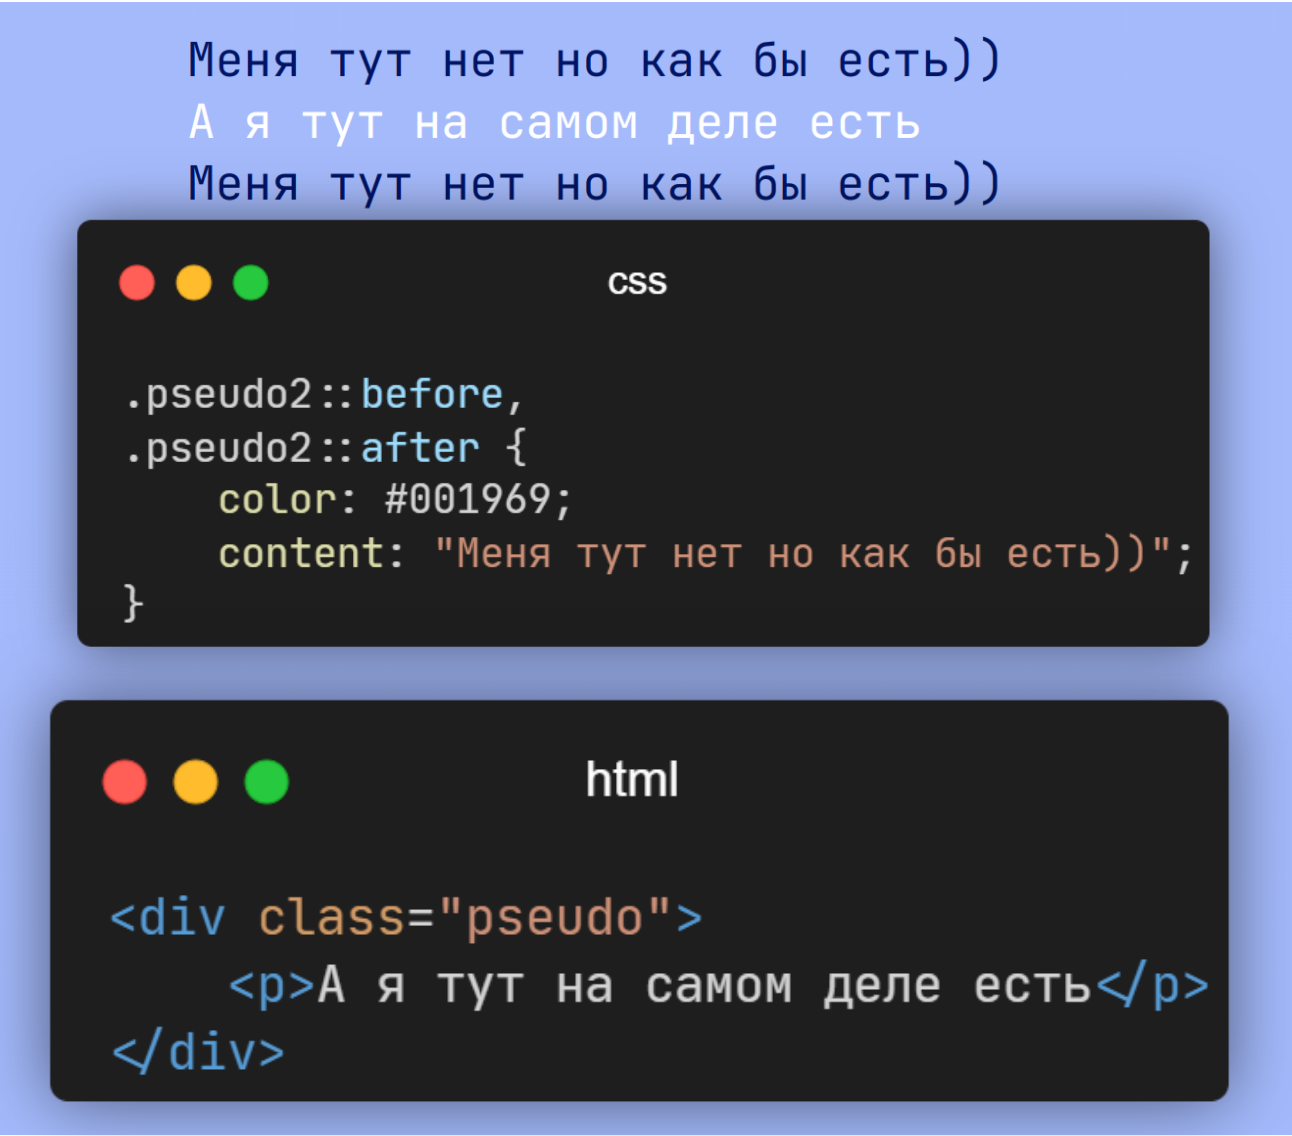 Меня тут нет но как бы есть))
А я тут на самом деле есть
Меня тут нет но как бы есть))
css
.pseudo2::before,
.pseudo2::after {
    color: #001969;
    content: "Меня тут нет но как бы есть))";
}
html
<div class="pseudo">
    <p>А я тут на самом деле есть</p>
</div>